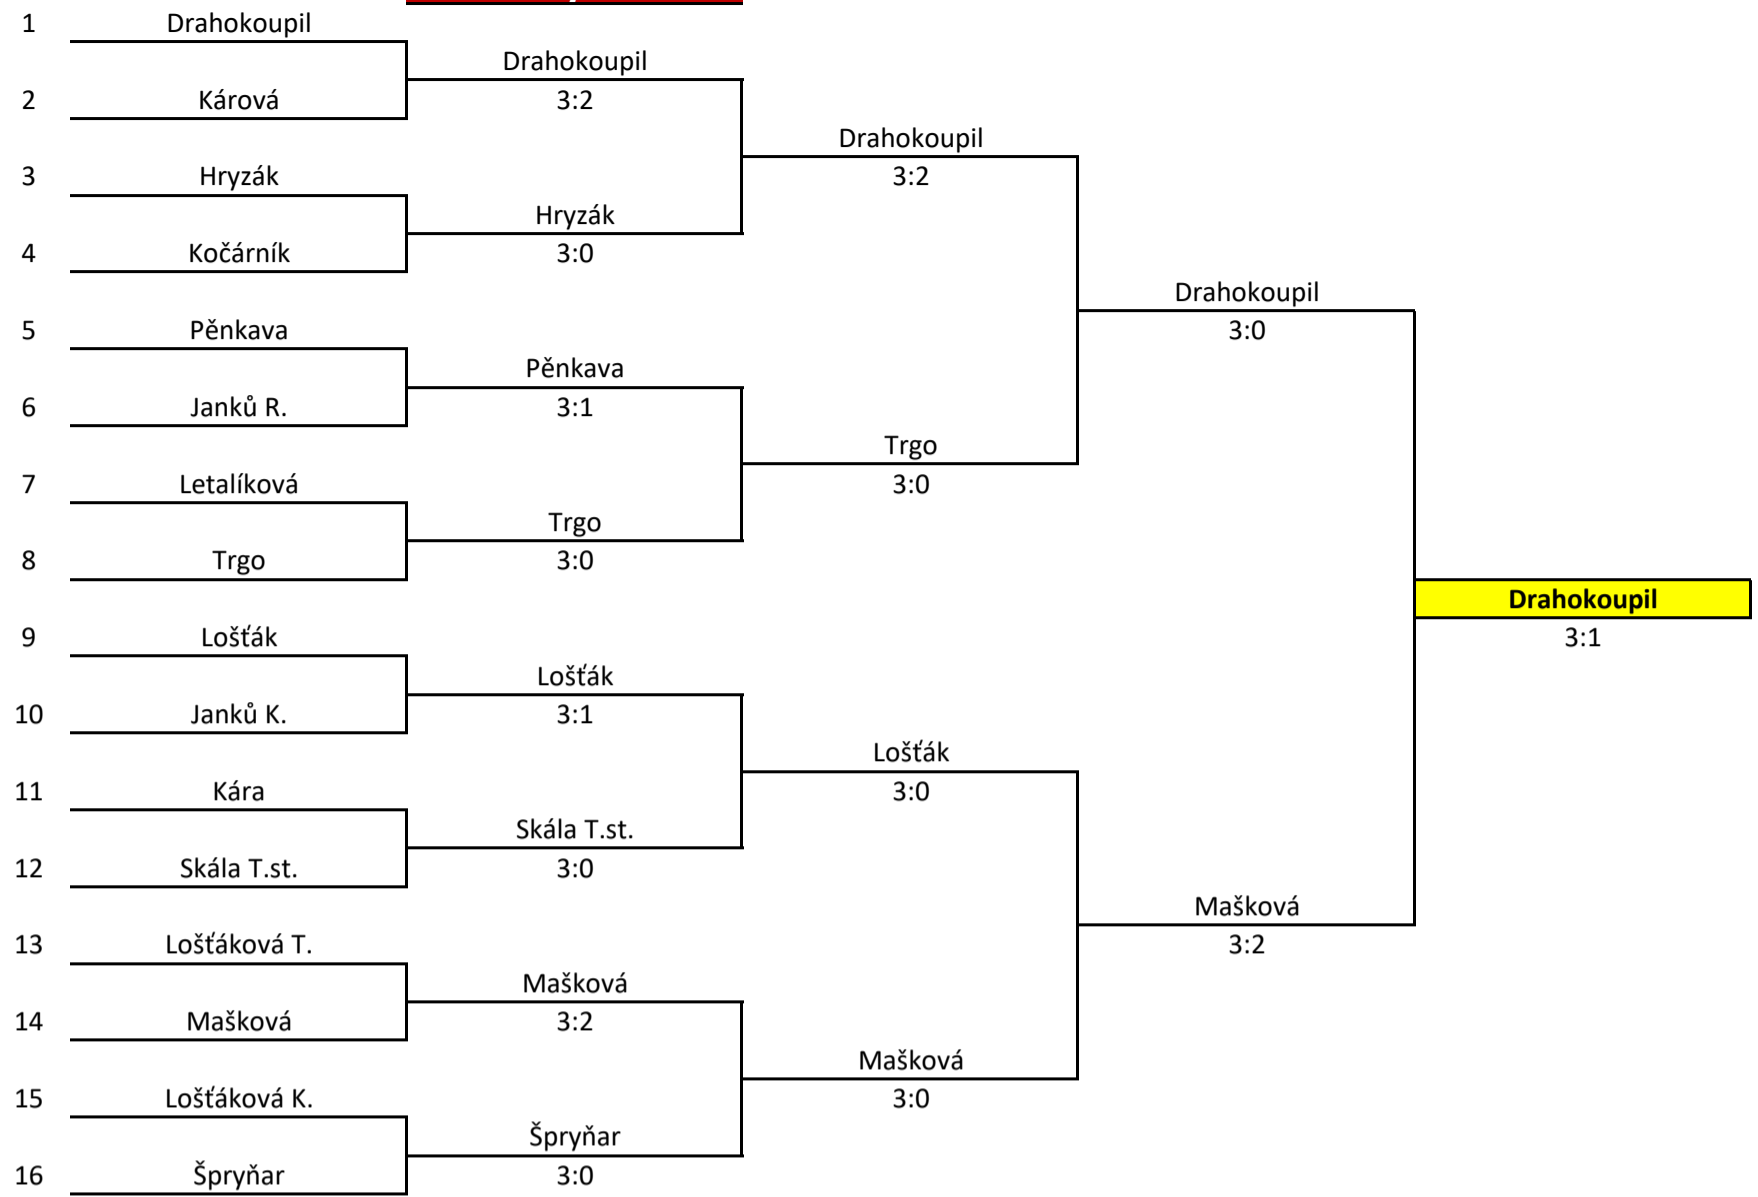 1 Drahokoupil
Drahokoupil
2 Kárová 3:2
Drahokoupil
3 Hryzák 3:2
Hryzák
4 Kočárník 3:0
Drahokoupil
5 Pěnkava 3:0
Pěnkava
6 Janků R. 3:1
Trgo
7 Letalíková 3:0
Trgo
8 Trgo 3:0
Drahokoupil
9 Lošťák 3:1
Lošťák
10 Janků K. 3:1
Lošťák
11 Kára 3:0
Skála T.st.
12 Skála T.st. 3:0
Mašková
13 Lošťáková T. 3:2
Mašková
14 Mašková 3:2
Mašková
15 Lošťáková K. 3:0
Špryňar
16 Špryňar 3:0